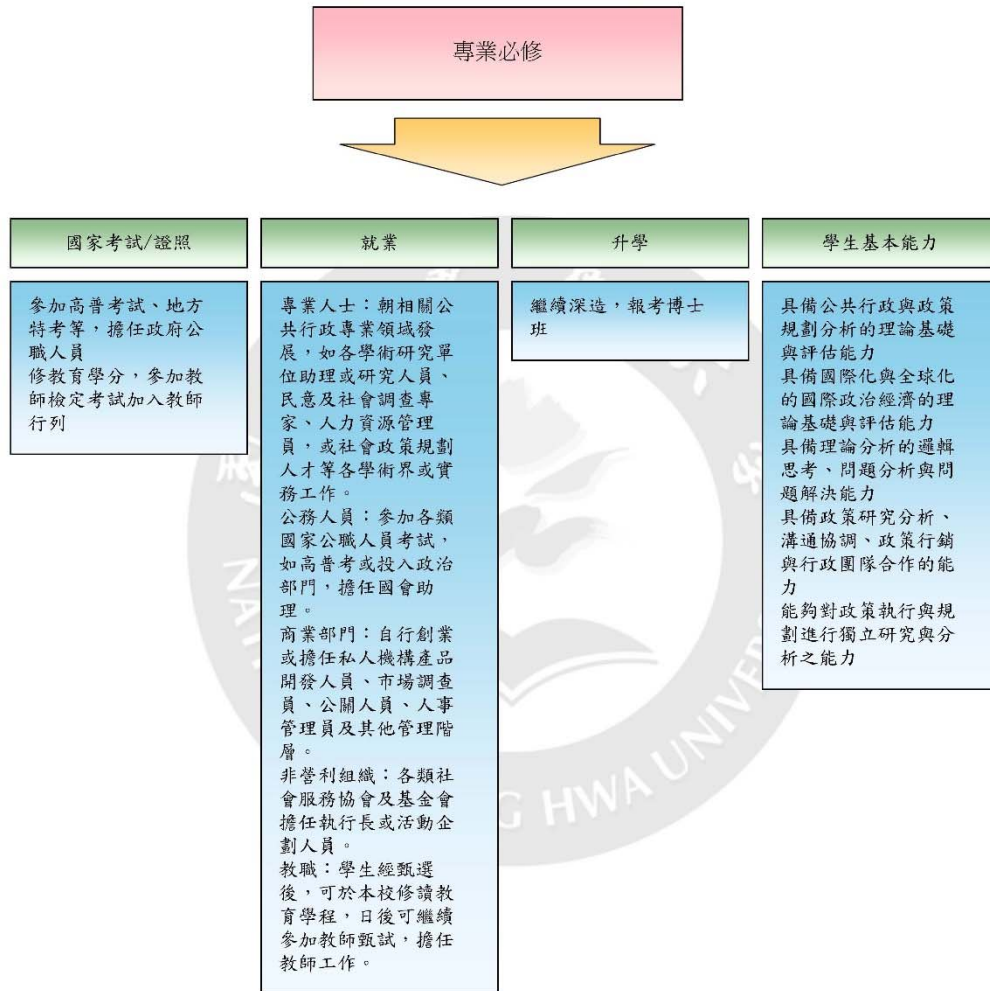 專業必修
國家考試/證照
參加高普考試、地方
特考等，擔任政府公
職人員
修教育學分，參加教
師檢定考試加入教師
行列
就業
專業人士：朝相關公
共行政專業領域發
展，如各學術研究單
位助理或研究人員、
民意及社會調查專
家、人力資源管理
員，或社會政策規劃
人才等各學術界或實
務工作。
公務人員：參加各類
國家公職人員考試，
如高普考或投入政治
部門，擔任國會助
理。
商業部門：自行創業
或擔任私人機構產品
開發人員、市場調查
員、公關人員、人事
管理員及其他管理階
層。
非營利組織：各類社
會服務協會及基金會
擔任執行長或活動企
劃人員。
教職：學生經甄選
後，可於本校修讀教
育學程，日後可繼續
參加教師甄試，擔任
教師工作。
升學
繼續深造，報考博士
班
學生基本能力
具備公共行政與政策
規劃分析的理論基礎
與評估能力
具備國際化與全球化
的國際政治經濟的理
論基礎與評估能力
具備理論分析的邏輯
思考、問題分析與問
題解決能力
具備政策研究分析、
溝通協調、政策行銷
與行政團隊合作的能
力
能夠對政策執行與規
劃進行獨立研究與分
析之能力
HWA